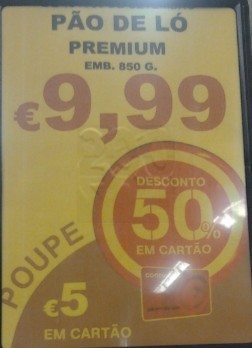 PÃO DE LÓ
PREMIUM
EMB. 850 G.
€9,99
DESCONTO
50%
EM CARTÃO
POUPE
€5
EM CARTÃO